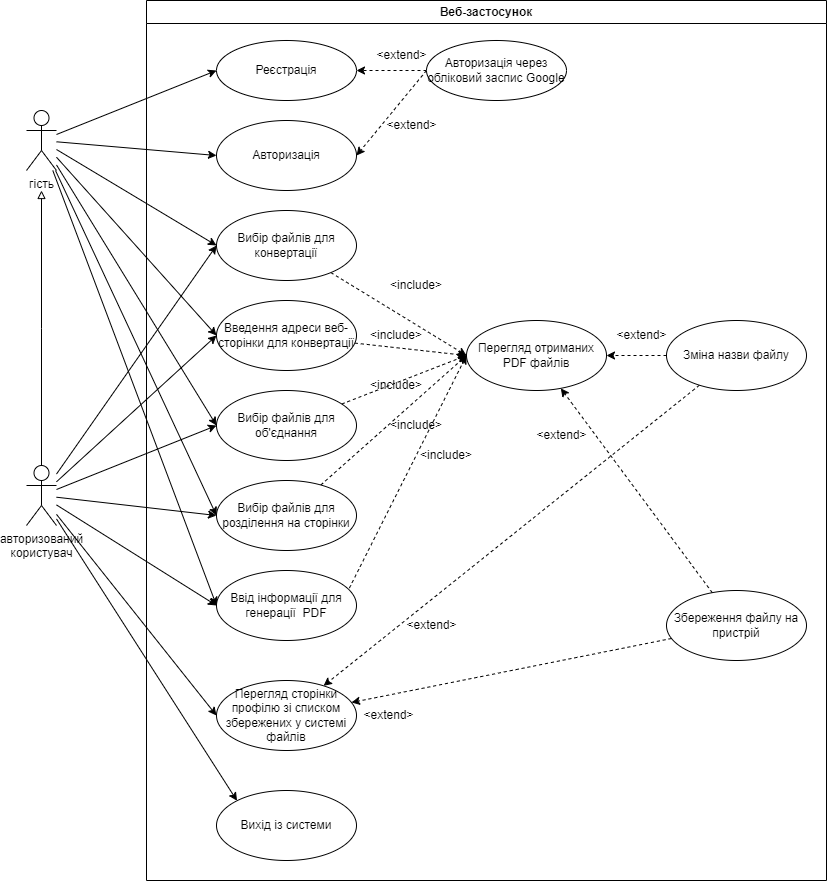 Веб-застосунок
Реєстрація
<extend>
Авторизація через
обліковий заспис Google
<extend>
Авторизація
гість
Вибір файлів для
конвертації
<include>
Введення адреси веб-
сторінки для конвертації
<include>
Перегляд отриманих
PDF файлів
<extend>
Зміна назви файлу
<include>
Вибір файлів для
об'єднання
<include>
<extend>
<include>
Вибір файлів для
розділення на сторінки
авторизований
користувач
Ввід інформації для
генерації PDF
<extend>
Збереження файлу на
пристрій
Перегляд сторінки
профілю зі списком
збережених у системі
файлів
<extend>
Вихід із системи